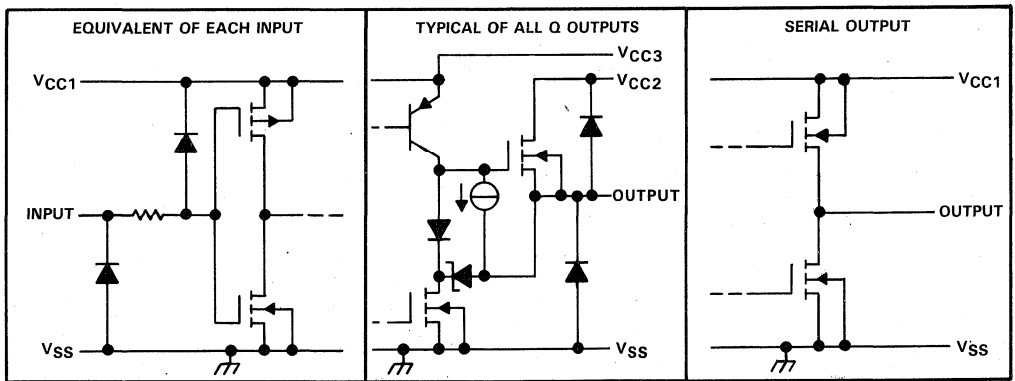 EQUIVALENT OF EACH INPUT
VCC1
INPUT
VSS
TYPICAL OF ALL Q OUTPUTS
VCC3
VCC2
OUTPUT
VSS
SERIAL OUTPUT
VCC1
OUTPUT
VSS